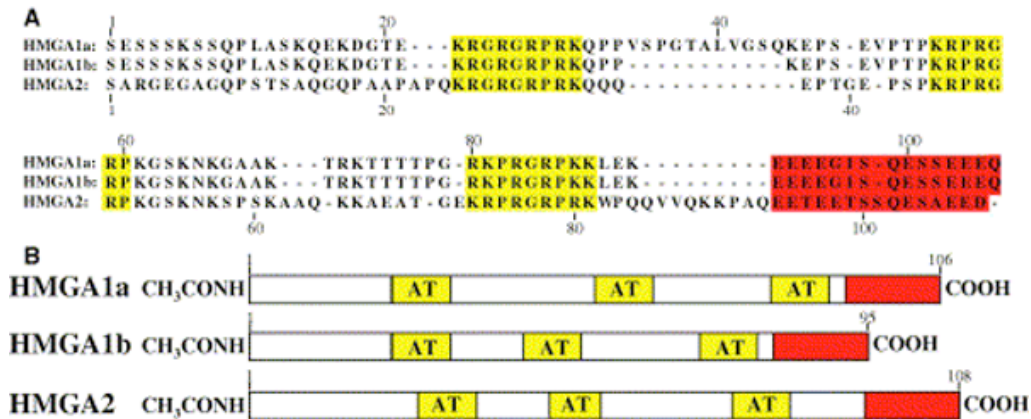 A
1 20 40
HMGA1a: SESSSKSSQPLASKQEKDGTE---KRGRGRPRKQPPVSPGTALVGSQKEPS-EVPTPKRPRG
HMGA1b: SESSSKSSQPLASKQEKDGTE---KRGRGRPRKQPP-----------KEPS-EVPTPKRPRG
HMGA2: SARGEGAGQPSTSAQGQPAAPAPQKRGRGRPRKQQQ-----------EPTGE-PSPKRPRG
1 20 40
60 80 100
HMGA1a: RPKGSKNKGAAK---TRKTTTTPG-RKPRGRPKKLEK----------EEEEGIS-QESSEEEQ
HMGA1b: RPKGSKNKGAAK---TRKTTTTPG-RKPRGRPKKLEK----------EEEEGIS-QESSEEEQ
HMGA2: RPKGSKNKSPSKAAQ-KKAEAT-GEKRPRGRPRKWPQQVVQKKPAQEETEETSSQESAEED-
60 80 100
B
106
HMGA1a CH₃CONH AT AT AT COOH
1 95
HMGA1b CH₃CONH AT AT AT COOH
108
HMGA2 CH₃CONH AT AT AT COOH